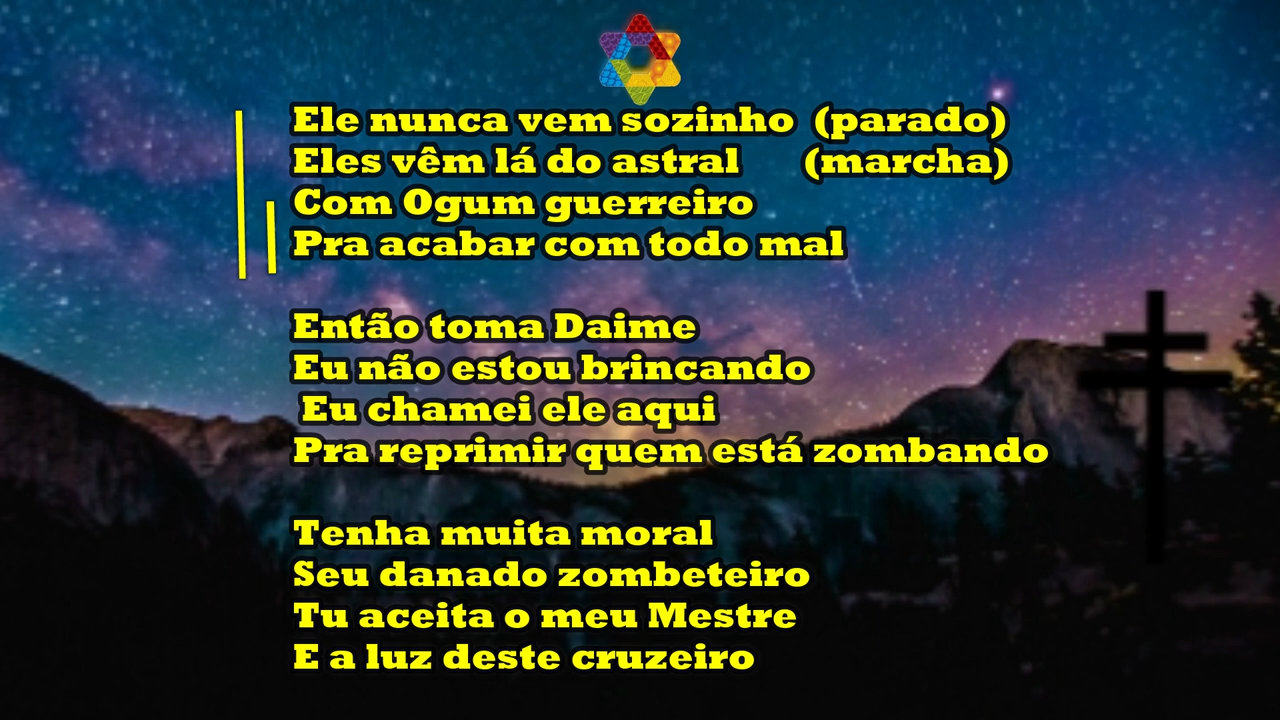 Ele nunca vem sozinho (parado)
Eles vêm lá do astral (marcha)
Com Ogum guerreiro
Pra acabar com todo mal
Então toma Daime
Eu não estou brincando
Eu chamei ele aqui
Pra reprimir quem está zombando
Tenha muita moral
Seu danado zombeteiro
Tu aceita o meu Mestre
E a luz deste cruzeiro